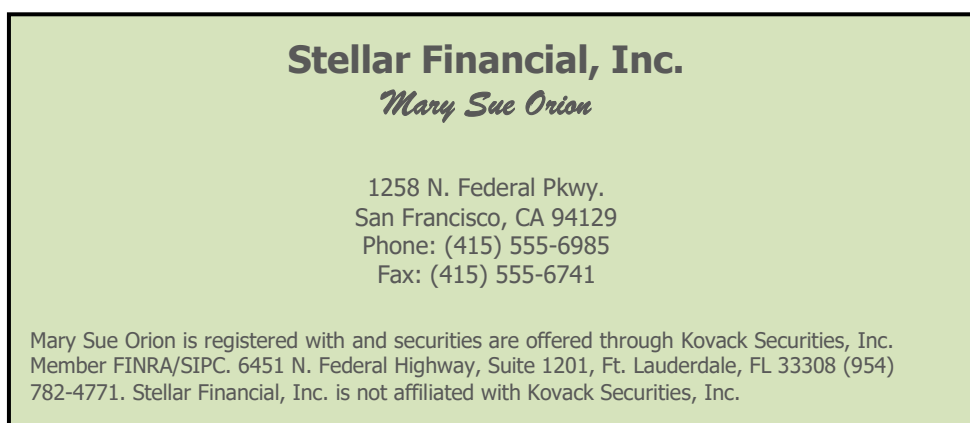 Stellar Financial, Inc.
Mary Sue Orion
1258 N. Federal Pkwy.
San Francisco, CA 94129
Phone: (415) 555-6985
Fax: (415) 555-6741
Mary Sue Orion is registered with and securities are offered through Kovack Securities, Inc.
Member FINRA/SIPC. 6451 N. Federal Highway, Suite 1201, Ft. Lauderdale, FL 33308 (954)
782-4771. Stellar Financial, Inc. is not affiliated with Kovack Securities, Inc.